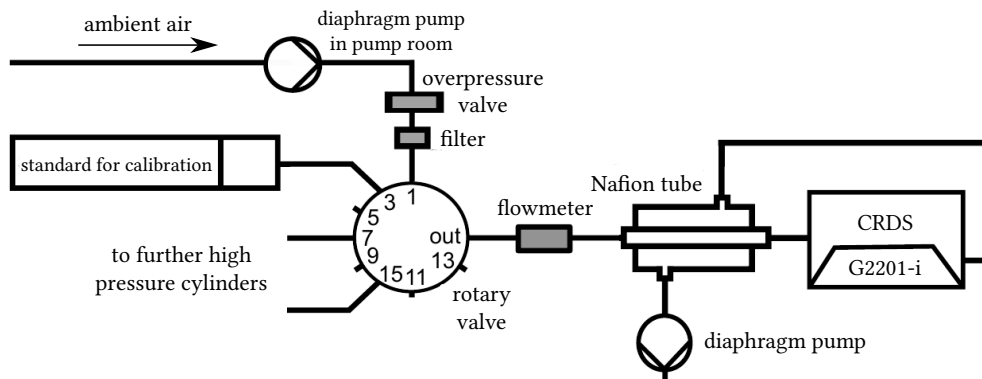 ambient air
diaphragm pump
in pump room
overpressure
valve
filter
standard for calibration
1
3
5
7
9
15
11
13
out
to further high
pressure cylinders
rotary
valve
flowmeter
Nafion tube
CRDS
G2201-i
diaphragm pump